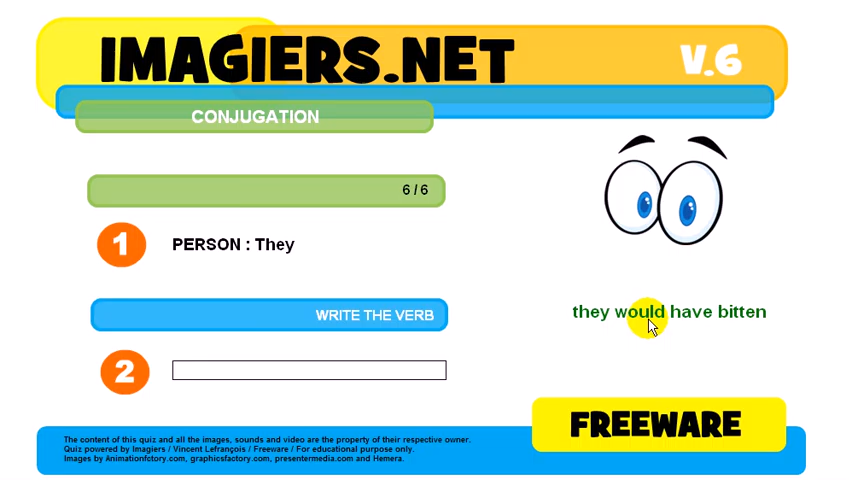 IMAGIERS.NET
V.6
CONJUGATION
6 / 6
1
PERSON : They
WRITE THE VERB
they would have bitten
2
FREEWARE
The content of this quiz and all the images, sounds and video are the property of their respective owner.
Quiz powered by Imagiers / Vincent Lefrançois / Freeware / For educational purpose only.
Images by Animationfctory.com, graphicsfactory.com, presentermedia.com and Hemera.